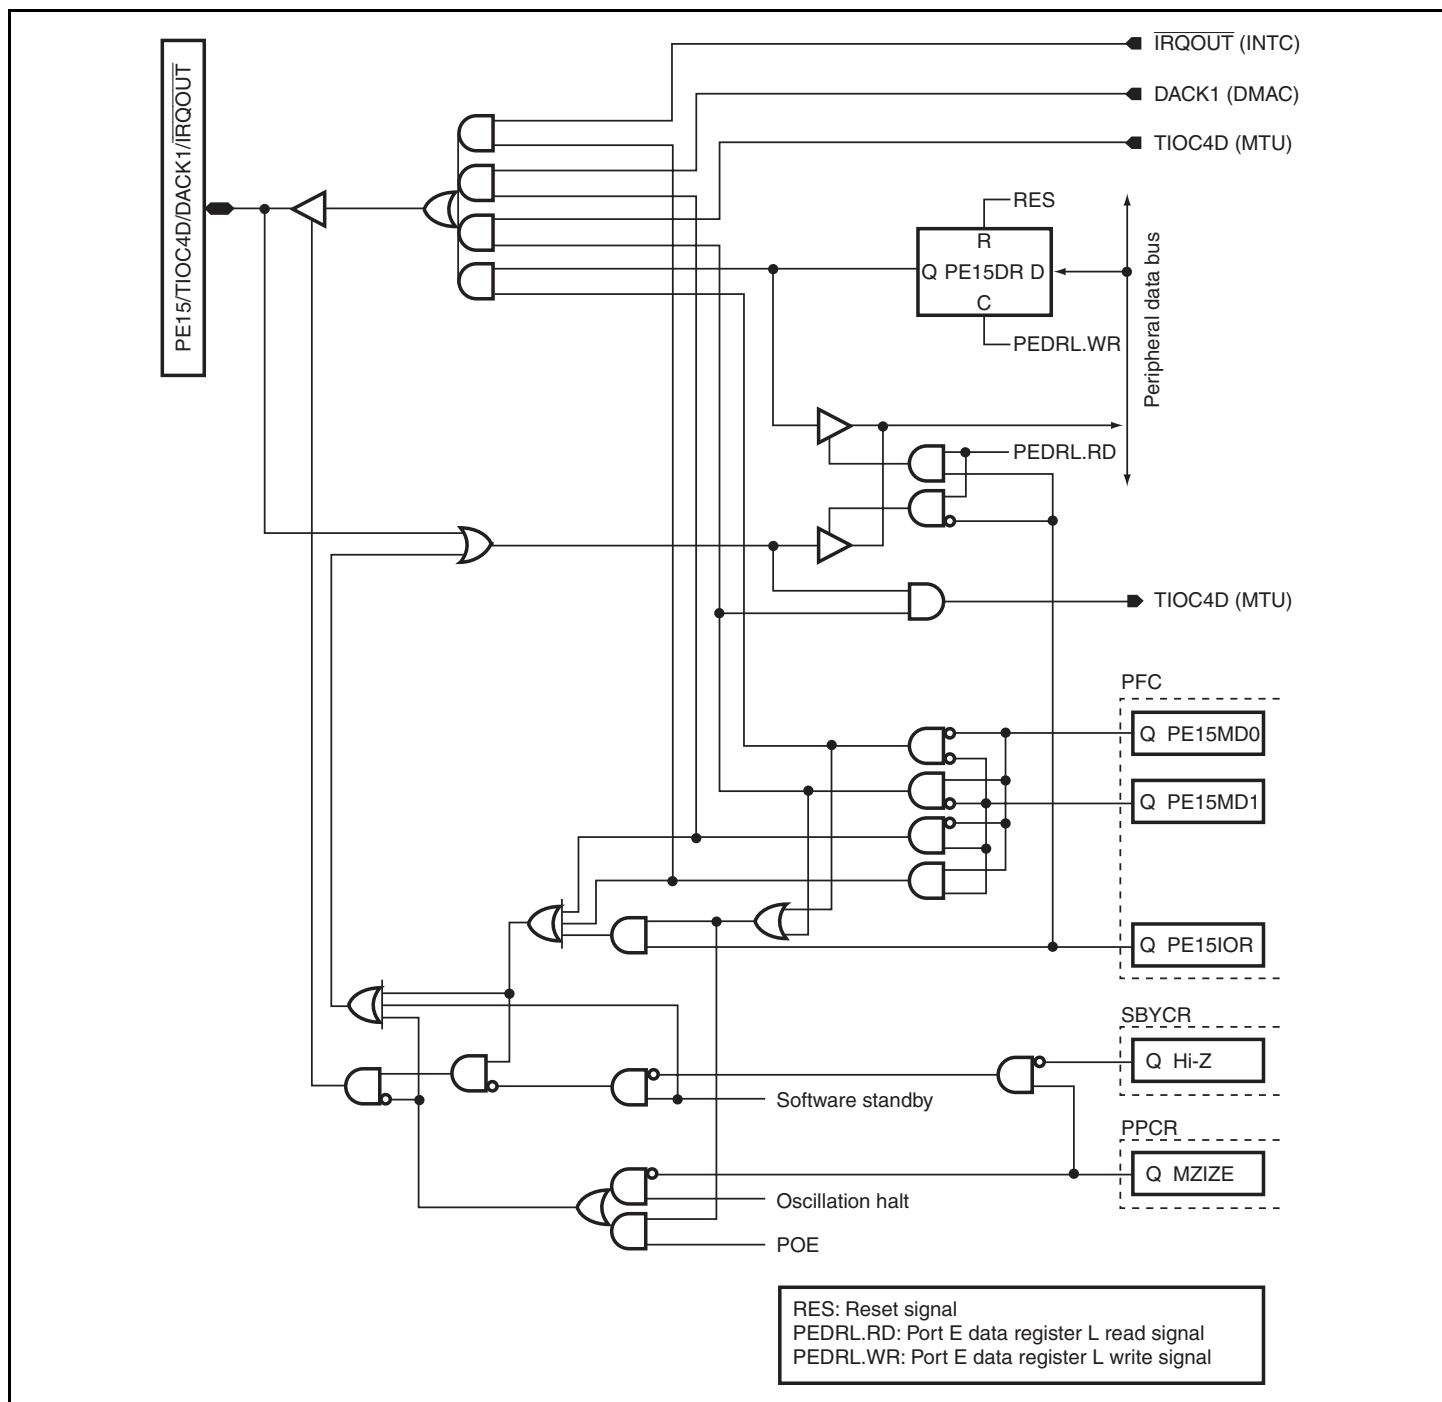 PE15/TIOC4D/DACK1/IRQOUT
IRQOUT (INTC)
DACK1 (DMAC)
TIOC4D (MTU)
RES
R
Q PE15DR D
C
PEDRL.WR
Peripheral data bus
PEDRL.RD
TIOC4D (MTU)
PFC
Q PE15MD0
Q PE15MD1
Q PE15IOR
SBYCR
Q Hi-Z
Software standby
PPCR
Q MZIZE
Oscillation halt
POE
RES: Reset signal
PEDRL.RD: Port E data register L read signal
PEDRL.WR: Port E data register L write signal